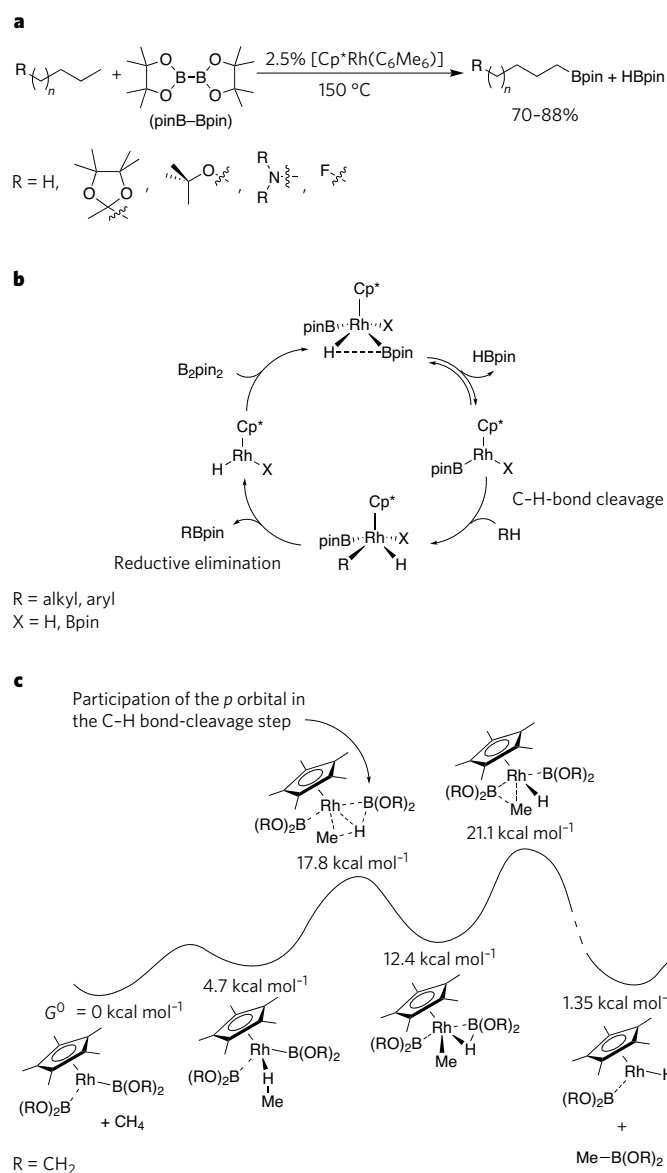 a
R
n
+
O
O
B–B
O
O
(pinB–Bpin)
2.5% [Cp*Rh(C6Me6)]
150 °C
R
n
Bpin + HBpin
70–88%
R = H,
O
O
,
O
,
R
N
R
,
F
b
Cp*
pinB
Rh
X
H
Bpin
B2pin2
HBpin
Cp*
Rh
H
X
Cp*
Rh
pinB
X
C–H-bond cleavage
Cp*
pinB
Rh
X
R
H
RBpin
RH
Reductive elimination
R = alkyl, aryl
X = H, Bpin
c
Participation of the p orbital in
the C–H bond-cleavage step
Rh
B(OR)2
(RO)2B
Me
H
17.8 kcal mol–1
Rh
B(OR)2
(RO)2B
H
Me
21.1 kcal mol–1
G0 = 0 kcal mol–1
Rh
B(OR)2
(RO)2B
+ CH4
4.7 kcal mol–1
Rh
B(OR)2
(RO)2B
H
Me
12.4 kcal mol–1
Rh
B(OR)2
(RO)2B
H
Me
1.35 kcal mol–
Rh
H
(RO)2B
+
Me–B(OR)2
R = CH2